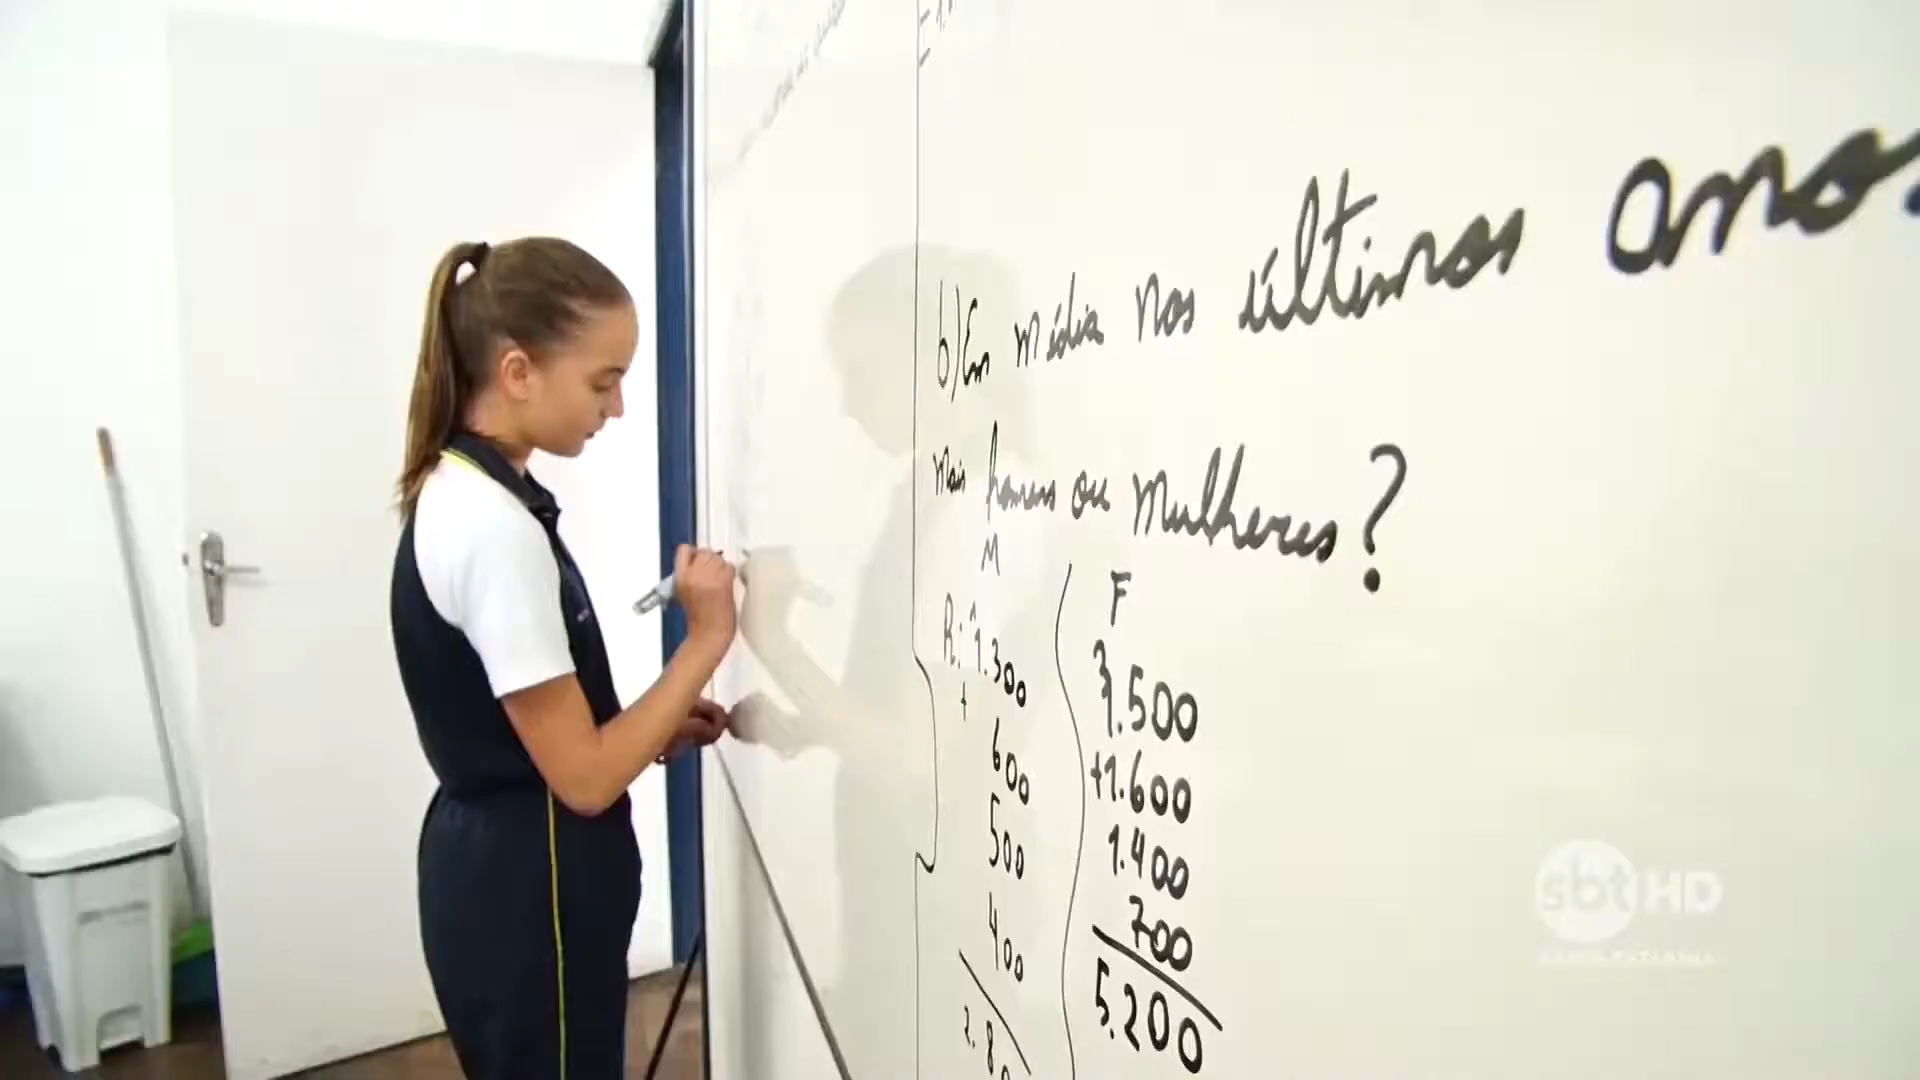 b) Em média nos últimos anos
mais homens ou mulheres?
M
F
R: 1.300
+
600
500
400
2.80
1.500
+1.600
1.400
700
5.200
sbt HD